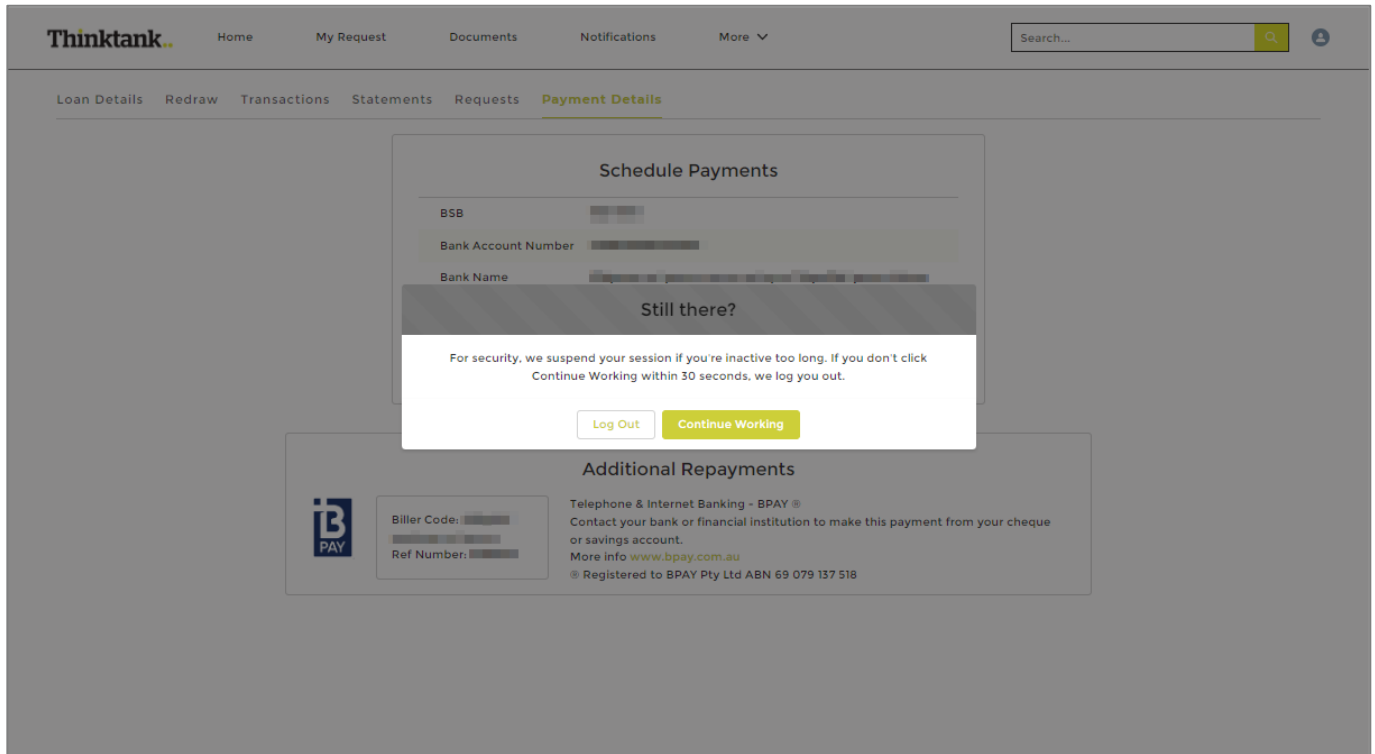 Thinktank..
Home My Request Documents Notifications More
Search...
Loan Details Redraw Transactions Statements Requests Payment Details
Schedule Payments
BSB
Bank Account Number
Bank Name
Still there?
For security, we suspend your session if you're inactive too long. If you don't click
Continue Working within 30 seconds, we log you out.
Log Out Continue Working
Additional Repayments
B
PAY
Biller Code:
Ref Number:
Telephone & Internet Banking - BPAY ®
Contact your bank or financial institution to make this payment from your cheque
or savings account.
More info www.bpay.com.au
® Registered to BPAY Pty Ltd ABN 69 079 137 518